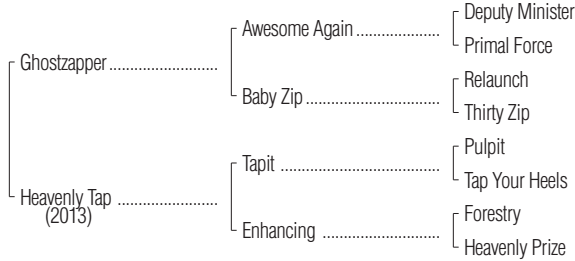 Deputy Minister
Awesome Again ....................
Primal Force
Ghostzapper ..........................
Relaunch
Baby Zip ................................
Thirty Zip
Pulpit
Tapit ......................................
Tap Your Heels
Heavenly Tap ........................
(2013)
Forestry
Enhancing ............................
Heavenly Prize